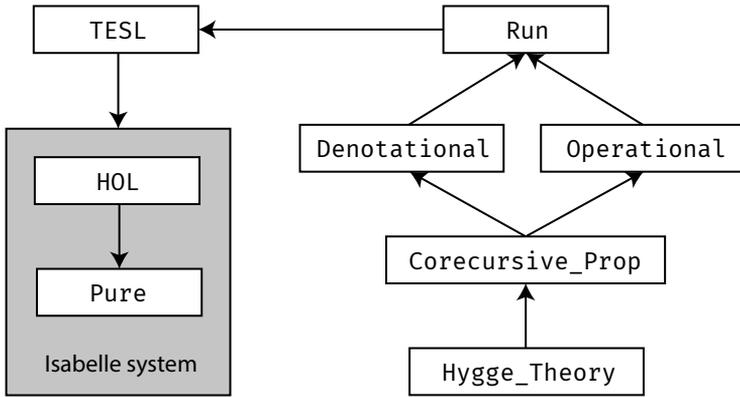 TESL
Run
Denotational
Operational
HOL
Corecursive_Prop
Pure
Isabelle system
Hygge_Theory